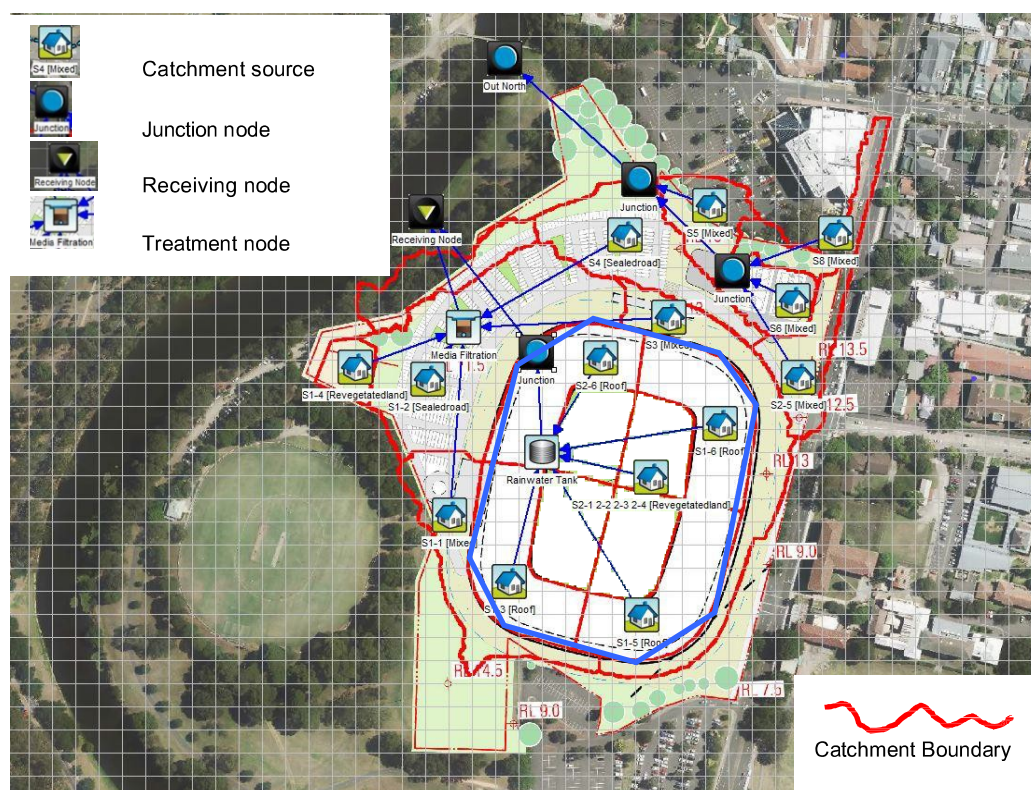 S4 [Mixed]
Catchment source
Junction
Junction node
Receiving Node
Receiving node
Media Filtration
Treatment node
Out North
Junction
S5 [Mixed]
Receiving Node
S4 [Sealedroad]
S8 [Mixed]
Junction
S6 [Mixed]
S3 [Mixed]
Media Filtration
RL 13.5
Junction
S2-6 [Roof]
S1-4 [Revegetatedland]
S1-2 [Sealedroad]
S2-5 [Mixed]
12.5
S1-6 [Roof]
RL 13
Rainwater Tank
S2-1 2-2 2-3 2-4 [Revegetatedland]
S1-1 [Mixed]
RL 9.0
S1-3 [Roof]
S1-5 [Roof]
RL 14.5
RL 7.5
RL 9.0
Catchment Boundary